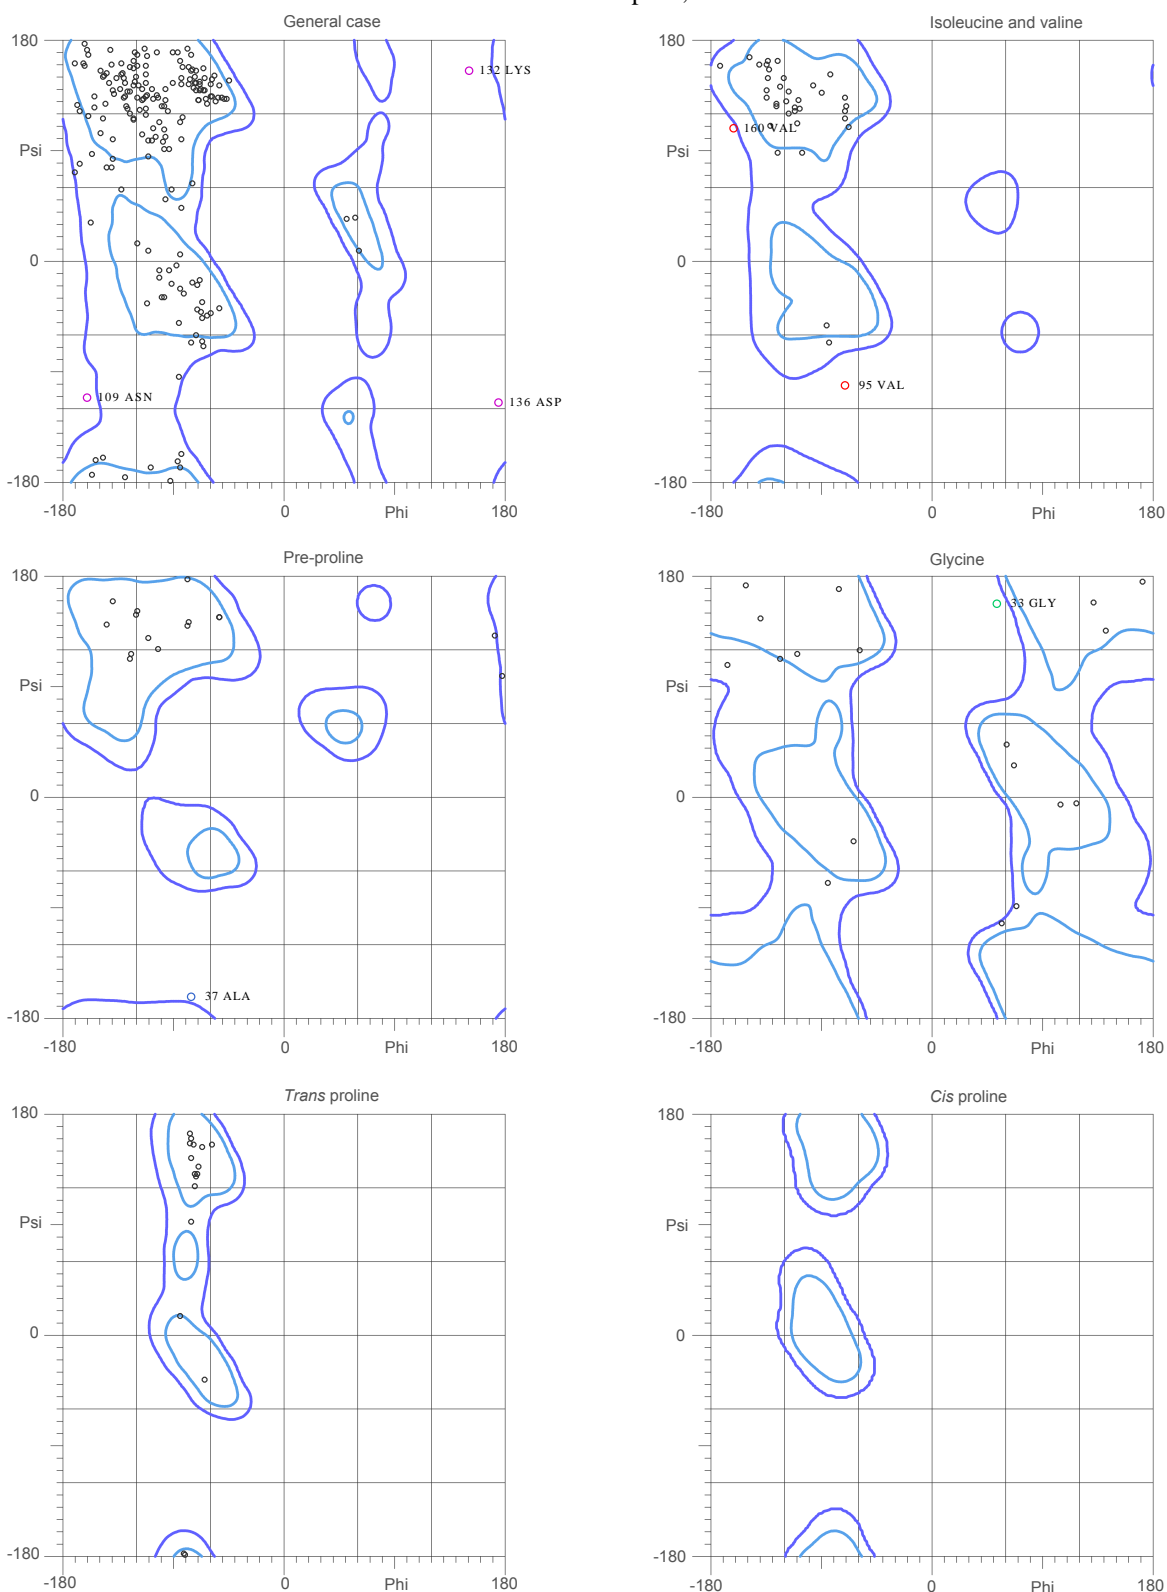 General case
180
132 LYS
Psi
0
109 ASN
136 ASP
-180
-180
0
Phi
180
Isoleucine and valine
180
160 VAL
Psi
0
95 VAL
-180
-180
0
Phi
180
Pre-proline
180
Psi
0
37 ALA
-180
-180
0
Phi
180
Glycine
180
33 GLY
Psi
0
-180
-180
0
Phi
180
Trans proline
180
Psi
0
-180
-180
0
Phi
180
Cis proline
180
Psi
0
-180
-180
0
Phi
180